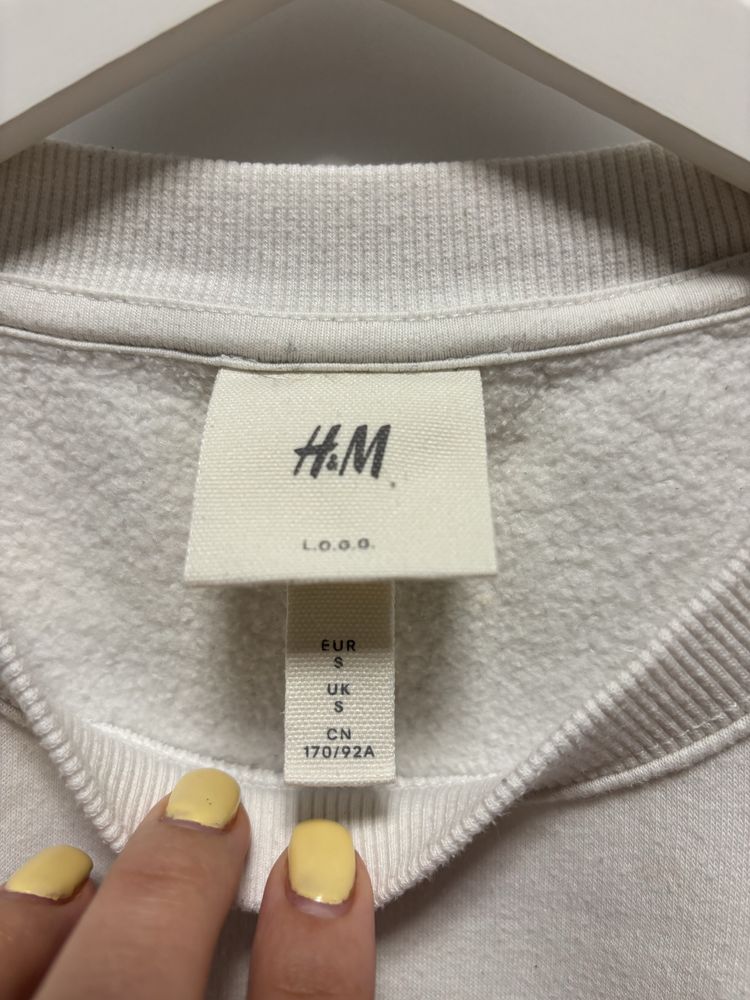 H&M
L.O.G.G.
EUR
S
UK
S
CN
170/92A